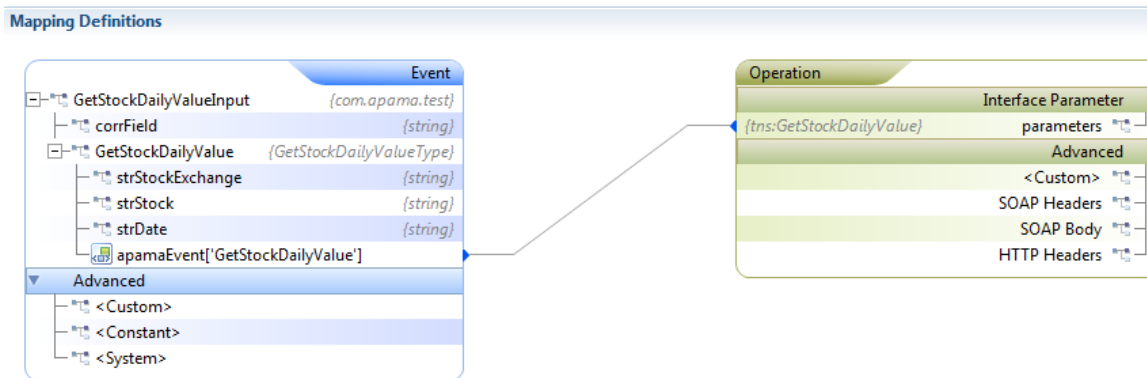 Mapping Definitions
Event
GetStockDailyValueInput {com.apama.test}
corrField {string}
GetStockDailyValue {GetStockDailyValueType}
strStockExchange {string}
strStock {string}
strDate {string}
apamaEvent['GetStockDailyValue']
Advanced
<Custom>
<Constant>
<System>
Operation
Interface Parameter
{tns:GetStockDailyValue} parameters
Advanced
<Custom>
SOAP Headers
SOAP Body
HTTP Headers